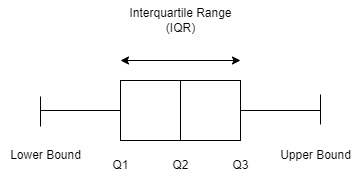 Interquartile Range
(IQR)
Lower Bound
Q1
Q2
Q3
Upper Bound